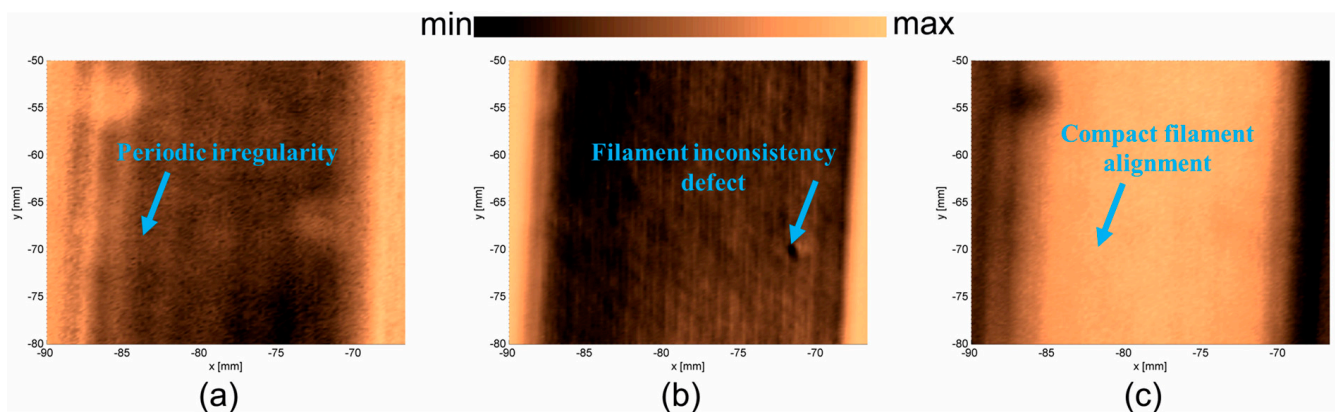 min max
-50
-55
-60
-65
-70
-75
-80
y [mm]
-90 -85 -80 -75 -70
x [mm]
Periodic irregularity
(a)
-50
-55
-60
-65
-70
-75
-80
y [mm]
-90 -85 -80 -75 -70
x [mm]
Filament inconsistency
defect
(b)
-50
-55
-60
-65
-70
-75
-80
y [mm]
-90 -85 -80 -75 -70
x [mm]
Compact filament
alignment
(c)